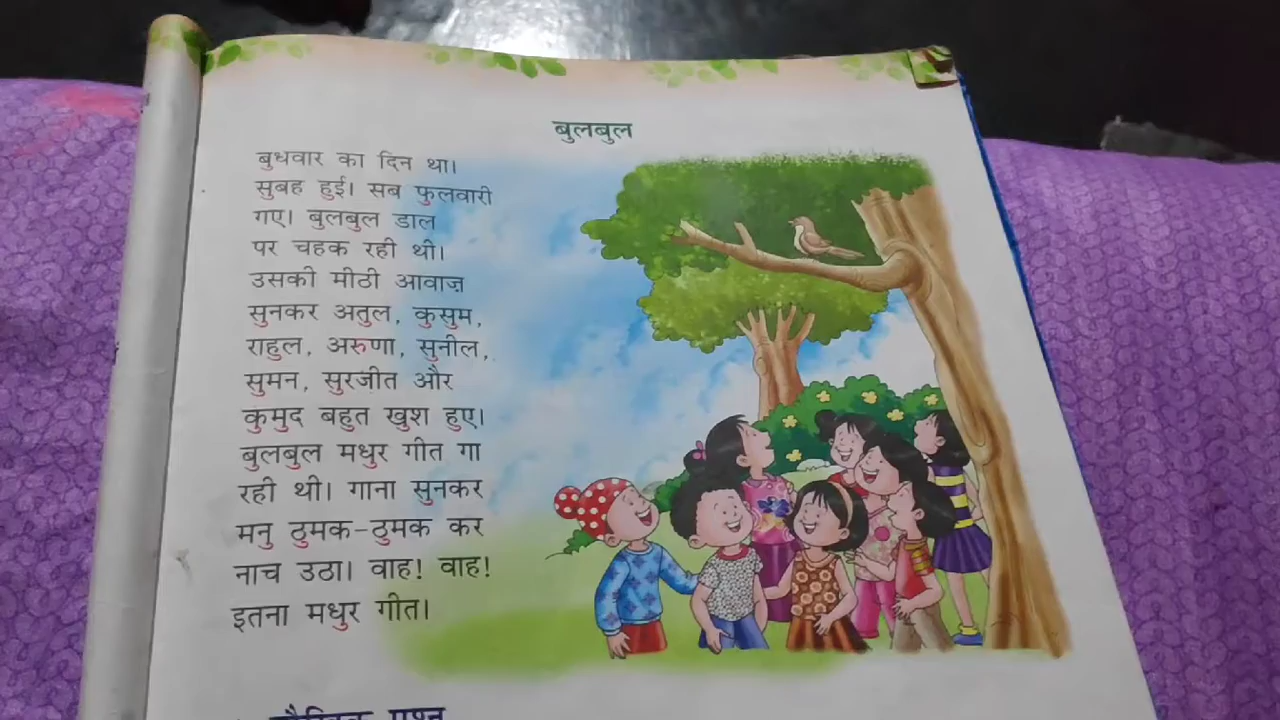 बुलबुल
बुधवार का दिन था।
सुबह हुई। सब फुलवारी
गए। बुलबुल डाल
पर चहक रही थी।
उसकी मीठी आवाज़
सुनकर अतुल, कुसुम,
राहुल, अरुणा, सुनील,
सुमन, सुरजीत और
कुमुद बहुत खुश हुए।
बुलबुल मधुर गीत गा
रही थी। गाना सुनकर
मनु ठुमक-ठुमक कर
नाच उठा। वाह! वाह!
इतना मधुर गीत।
मौखिक प्रश्न